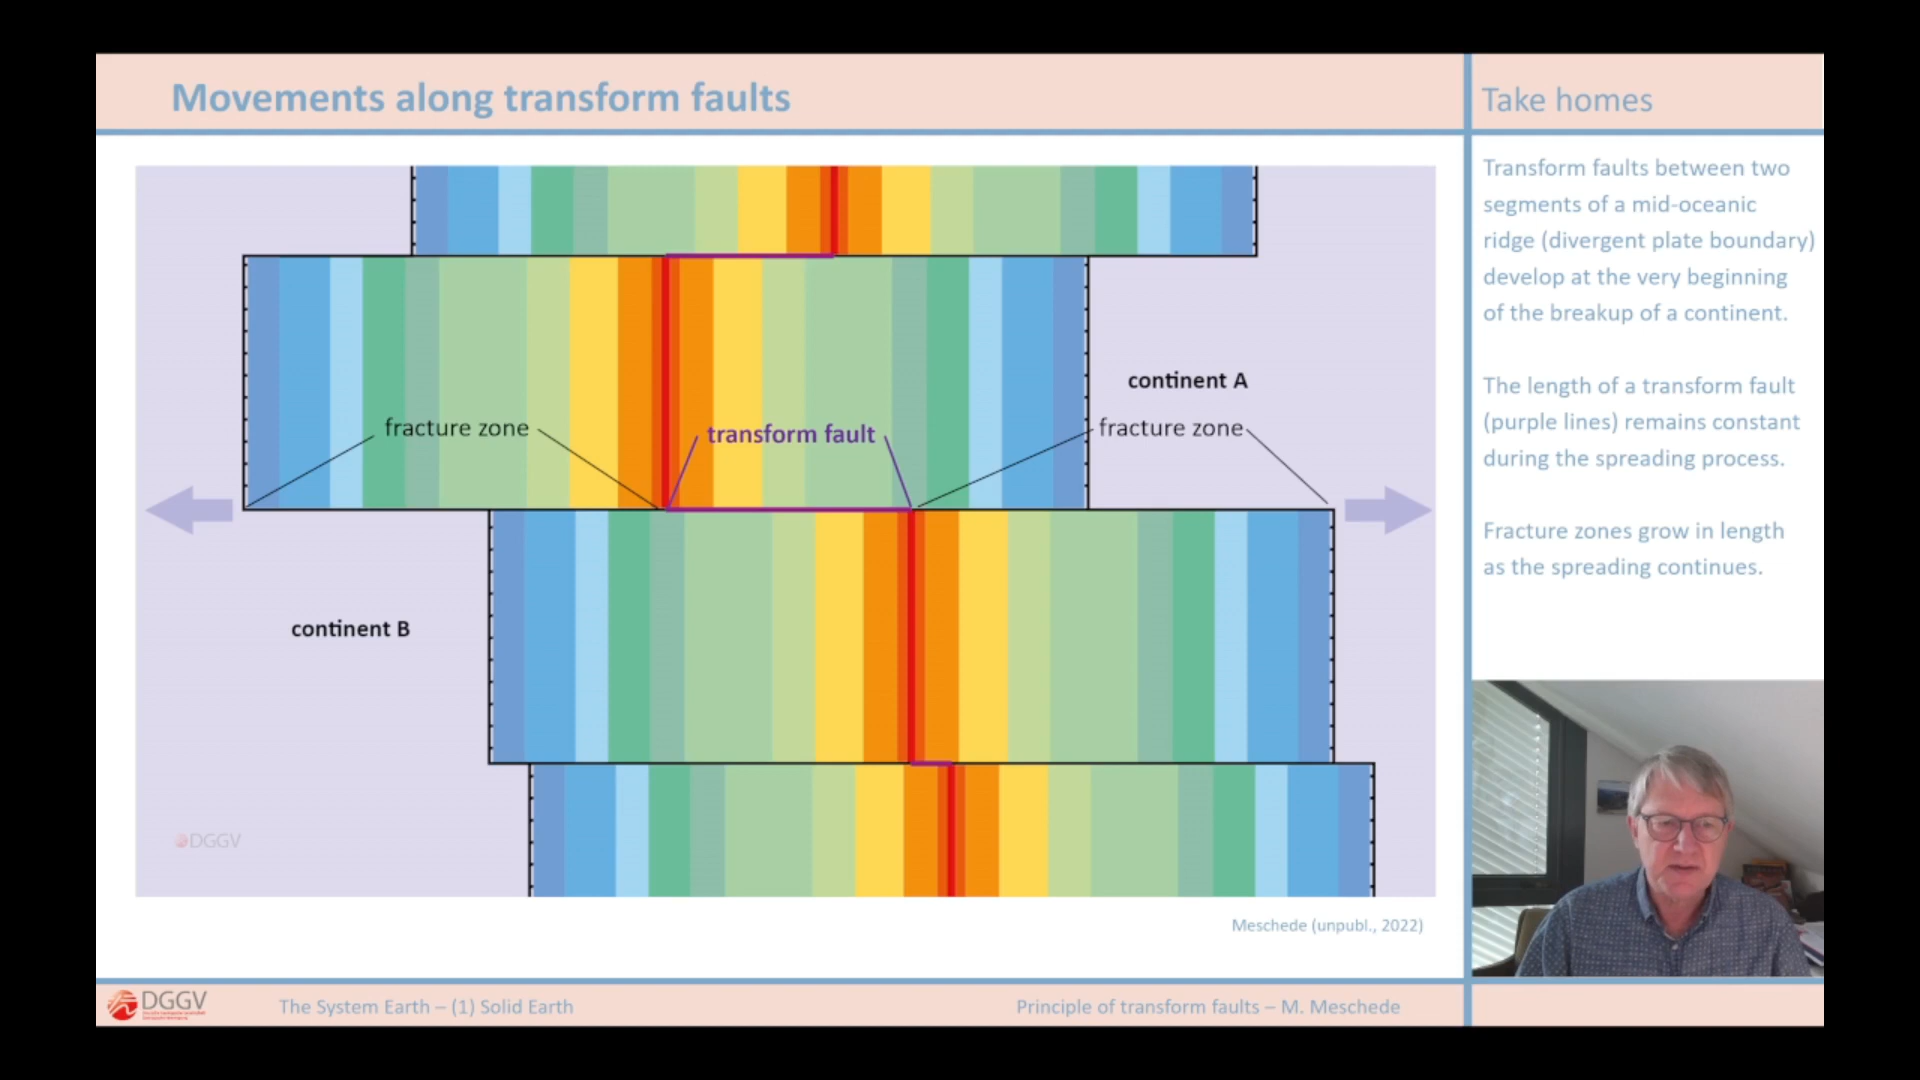 Movements along transform faults
Take homes
continent A
fracture zone
transform fault
fracture zone
continent B
DGGV
Meschede (unpubl., 2022)
Transform faults between two
segments of a mid-oceanic
ridge (divergent plate boundary)
develop at the very beginning
of the breakup of a continent.
The length of a transform fault
(purple lines) remains constant
during the spreading process.
Fracture zones grow in length
as the spreading continues.
DGGV
The System Earth – (1) Solid Earth
Principle of transform faults – M. Meschede